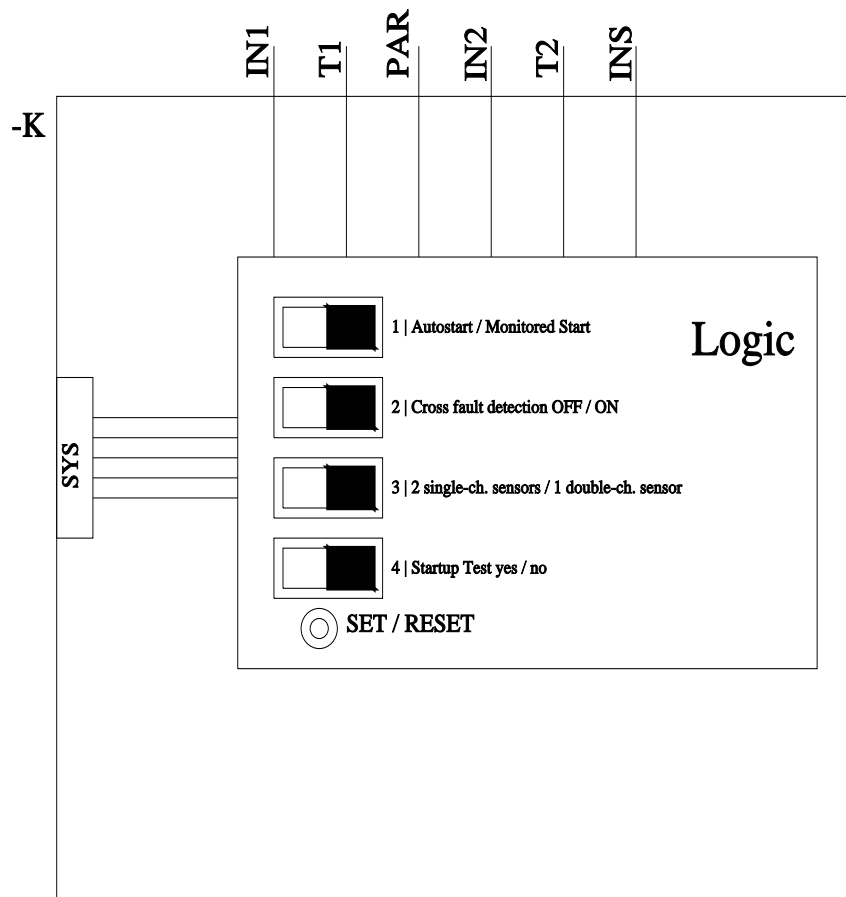 IN1
T1
PAR
IN2
T2
INS
-K
1 | Autostart / Monitored Start
Logic
2 | Cross fault detection OFF / ON
SYS
3 | 2 single-ch. sensors / 1 double-ch. sensor
4 | Startup Test yes / no
SET / RESET